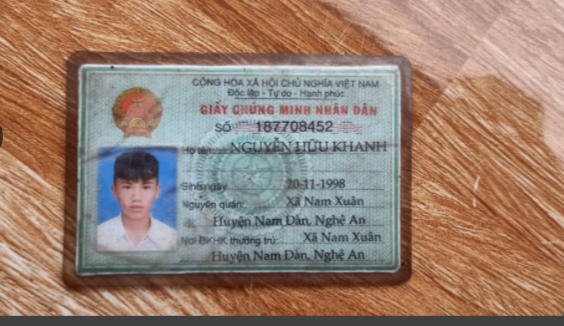 CỘNG HÒA XÃ HỘI CHỦ NGHĨA VIỆT NAM
Độc lập - Tự do - Hạnh phúc
GIẤY CHỨNG MINH NHÂN DÂN
SỐ 187708452
Họ tên: NGUYỄN HỮU KHANH
Sinh ngày 20-11-1998
Nguyên quán: Xã Nam Xuân
Huyện Nam Đàn, Nghệ An
Nơi ĐKHK thường trú: Xã Nam Xuân
Huyện Nam Đàn, Nghệ An